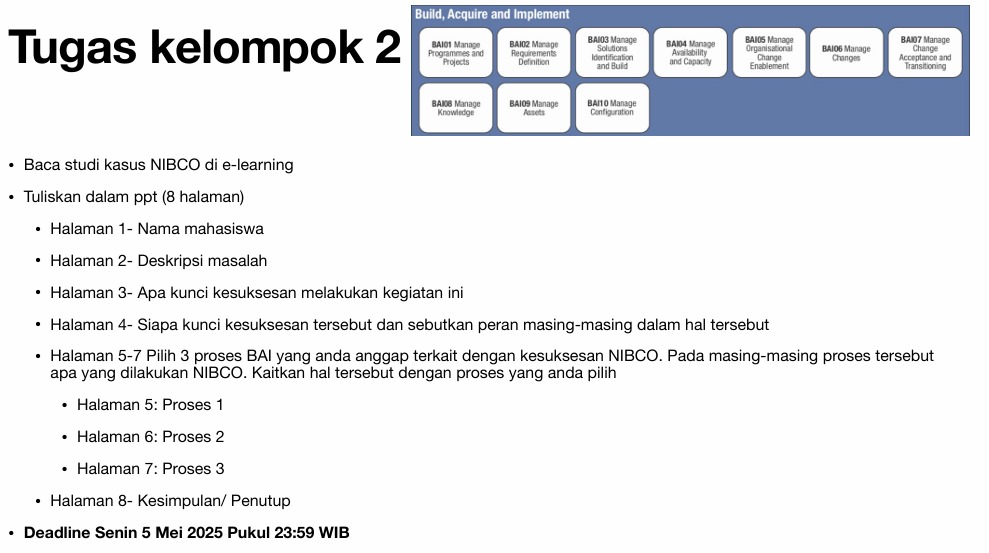 Tugas kelompok 2
Build, Acquire and Implement
BAI01 Manage
Programmes and
Projects
BAI02 Manage
Requirements
Definition
BAI03 Manage
Solutions
Identification
and Build
BAI04 Manage
Availability
and Capacity
BAI05 Manage
Organisational
Change
Enablement
BAI06 Manage
Changes
BAI07 Manage
Change
Acceptance and
Transitioning
BAI08 Manage
Knowledge
BAI09 Manage
Assets
BAI10 Manage
Configuration
• Baca studi kasus NIBCO di e-learning
• Tuliskan dalam ppt (8 halaman)
• Halaman 1- Nama mahasiswa
• Halaman 2- Deskripsi masalah
• Halaman 3- Apa kunci kesuksesan melakukan kegiatan ini
• Halaman 4- Siapa kunci kesuksesan tersebut dan sebutkan peran masing-masing dalam hal tersebut
• Halaman 5-7 Pilih 3 proses BAI yang anda anggap terkait dengan kesuksesan NIBCO. Pada masing-masing proses tersebut
apa yang dilakukan NIBCO. Kaitkan hal tersebut dengan proses yang anda pilih
• Halaman 5: Proses 1
• Halaman 6: Proses 2
• Halaman 7: Proses 3
• Halaman 8- Kesimpulan/ Penutup
• Deadline Senin 5 Mei 2025 Pukul 23:59 WIB